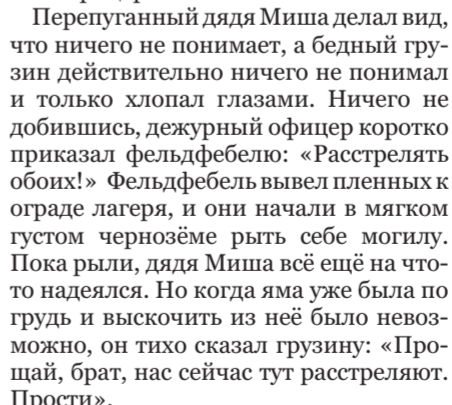 Перепуганный дядя Миша делал вид,
что ничего не понимает, а бедный гру-
зин действительно ничего не понимал
и только хлопал глазами. Ничего не
добившись, дежурный офицер коротко
приказал фельдфебелю: «Расстрелять
обоих!» Фельдфебель вывел пленных к
ограде лагеря, и они начали в мягком
густом чернозёме рыть себе могилу.
Пока рыли, дядя Миша всё ещё на что-
то надеялся. Но когда яма уже была по
грудь и выскочить из неё было невоз-
можно, он тихо сказал грузину: «Про-
щай, брат, нас сейчас тут расстреляют.
Прости».